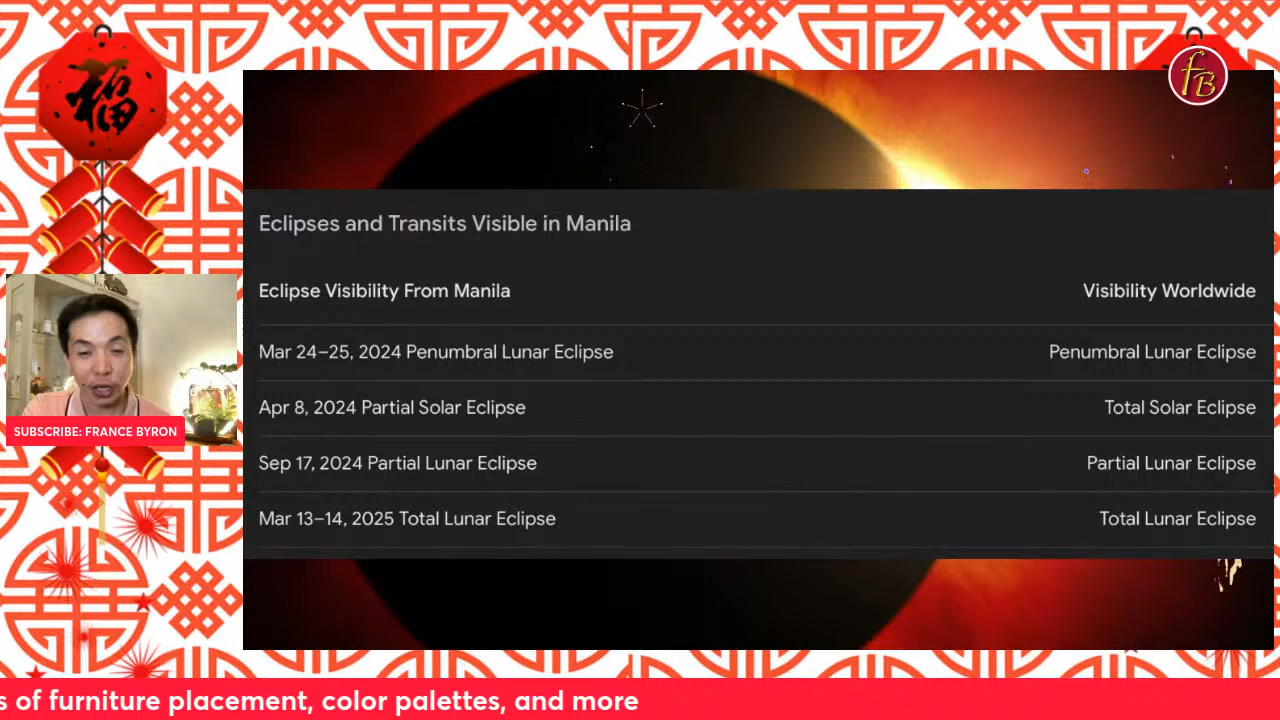 福
fB
Eclipses and Transits Visible in Manila
Eclipse Visibility From Manila Visibility Worldwide
Mar 24–25, 2024 Penumbral Lunar Eclipse Penumbral Lunar Eclipse
Apr 8, 2024 Partial Solar Eclipse Total Solar Eclipse
Sep 17, 2024 Partial Lunar Eclipse Partial Lunar Eclipse
Mar 13–14, 2025 Total Lunar Eclipse Total Lunar Eclipse
SUBSCRIBE: FRANCE BYRON
s of furniture placement, color palettes, and more